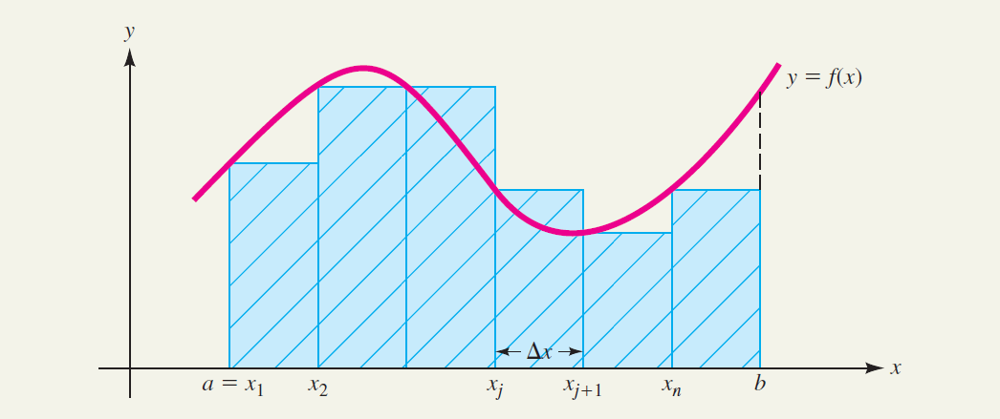 y
y = f(x)
Δx
x
a = x₁
x₂
xⱼ
xⱼ₊₁
xₙ
b